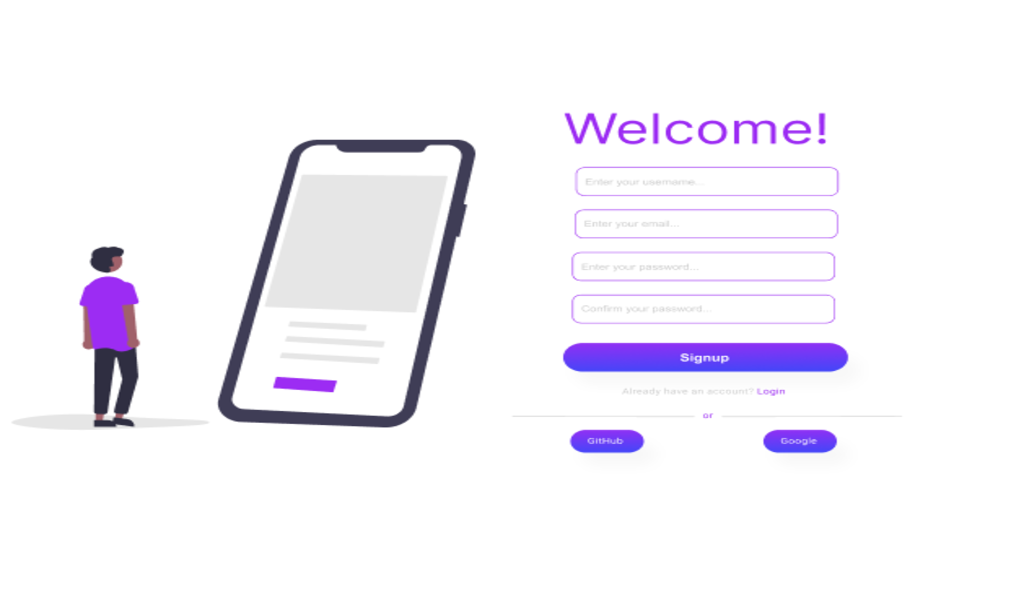 Welcome!
Enter your username...
Enter your email...
Enter your password...
Confirm your password...
Signup
Already have an account? Login
or
GitHub
Google